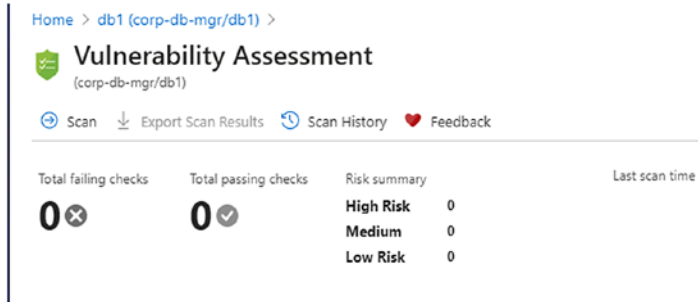 Home > db1 (corp-db-mgr/db1) >
Vulnerability Assessment
(corp-db-mgr/db1)
Scan Export Scan Results Scan History Feedback
Total failing checks Total passing checks Risk summary Last scan time
0 0
High Risk 0
Medium 0
Low Risk 0